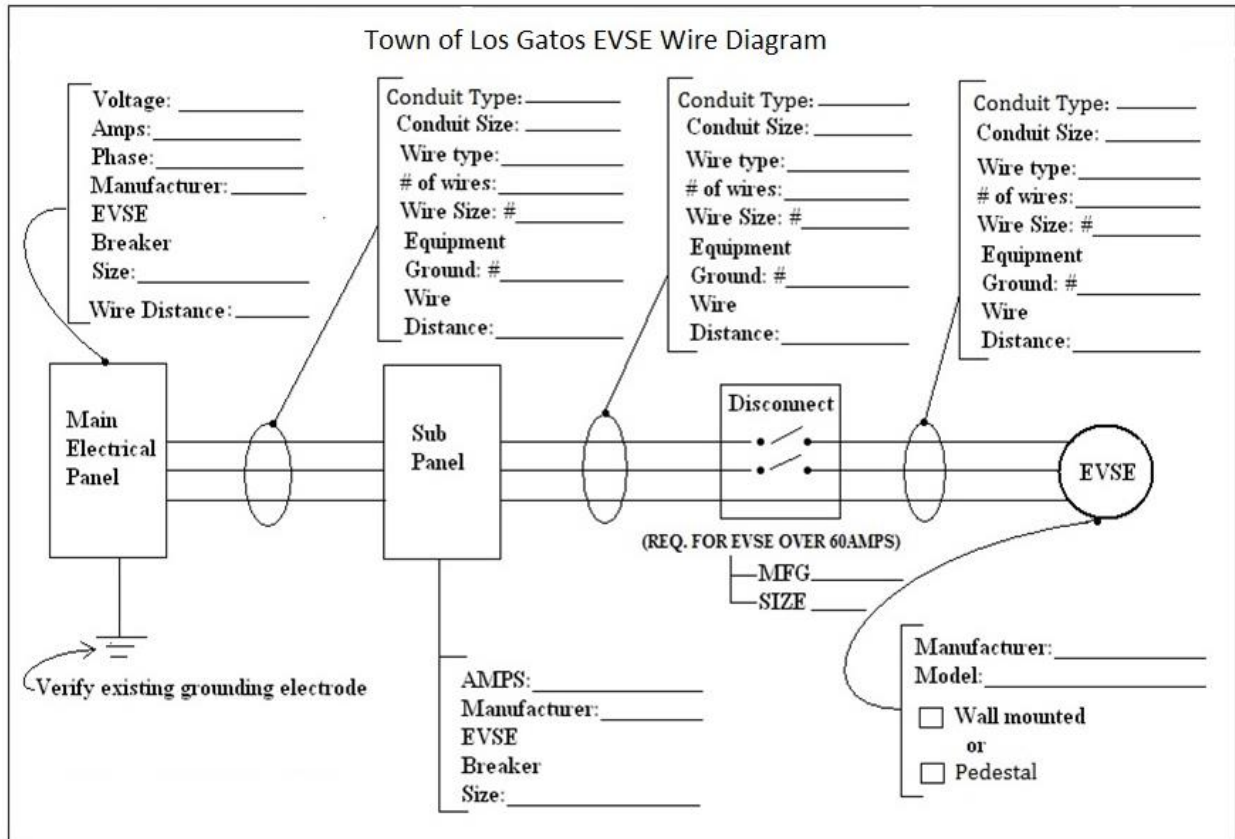 Town of Los Gatos EVSE Wire Diagram
Voltage:
Amps:
Phase:
Manufacturer:
EVSE
Breaker
Size:
Wire Distance:
Conduit Type:
Conduit Size:
Wire type:
# of wires:
Wire Size: #
Equipment
Ground: #
Wire
Distance:
Conduit Type:
Conduit Size:
Wire type:
# of wires:
Wire Size: #
Equipment
Ground: #
Wire
Distance:
Conduit Type:
Conduit Size:
Wire type:
# of wires:
Wire Size: #
Equipment
Ground: #
Wire
Distance:
Main
Electrical
Panel
Sub
Panel
Disconnect
EVSE
(REQ. FOR EVSE OVER 60AMPS)
MFG
SIZE
Verify existing grounding electrode
AMPS:
Manufacturer:
EVSE
Breaker
Size:
Manufacturer:
Model:
Wall mounted
or
Pedestal